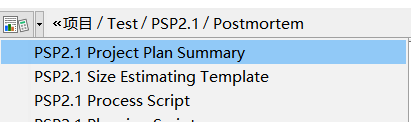 «项目 / Test / PSP2.1 / Postmortem
PSP2.1 Project Plan Summary
PSP2.1 Size Estimating Template
PSP2.1 Process Script